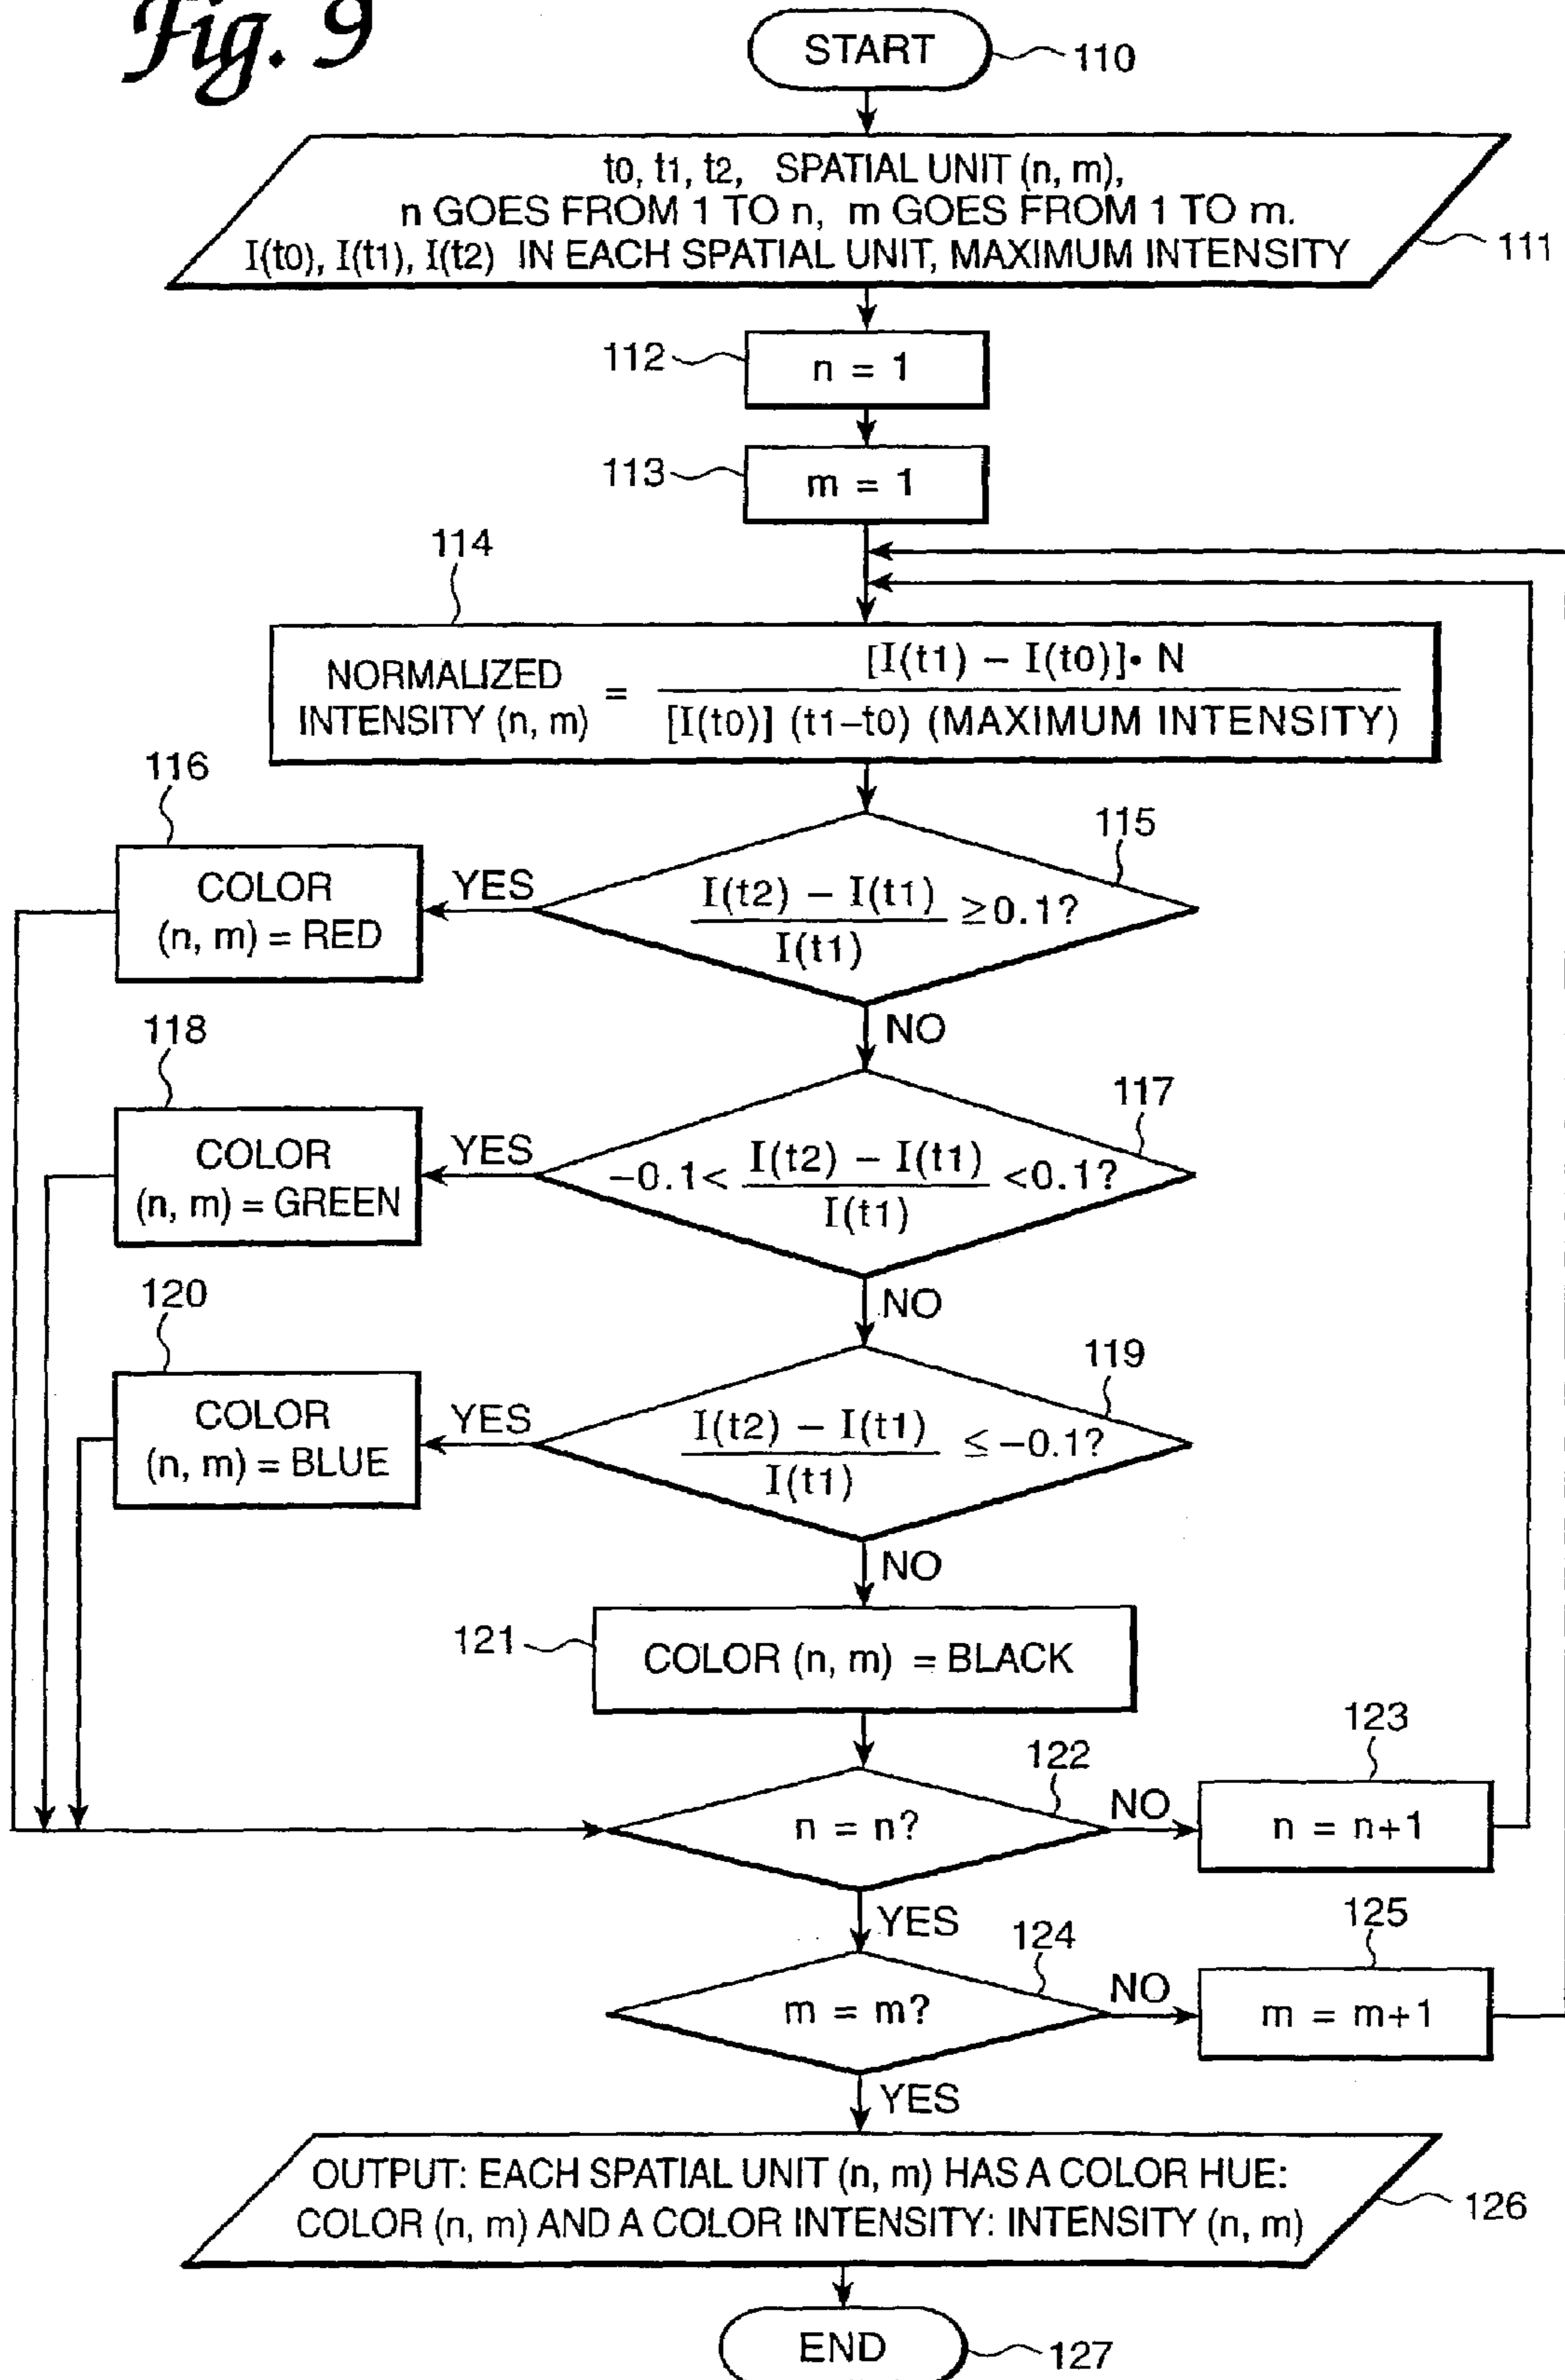 Fig. 9
START
110
t0, t1, t2, SPATIAL UNIT (n, m),
n GOES FROM 1 TO n, m GOES FROM 1 TO m.
I(t0), I(t1), I(t2) IN EACH SPATIAL UNIT, MAXIMUM INTENSITY
111
112
n = 1
113
m = 1
114
NORMALIZED
INTENSITY (n, m)
=
[I(t1) – I(t0)]• N
[I(t0)] (t1–t0) (MAXIMUM INTENSITY)
116
COLOR
(n, m) = RED
YES
115
I(t2) – I(t1)
I(t1)
≥0.1?
NO
118
COLOR
(n, m) = GREEN
YES
117
–0.1<
I(t2) – I(t1)
I(t1)
<0.1?
NO
120
COLOR
(n, m) = BLUE
YES
119
I(t2) – I(t1)
I(t1)
≤ –0.1?
NO
121
COLOR (n, m) = BLACK
122
n = n?
NO
123
n = n+1
YES
124
m = m?
NO
125
m = m+1
YES
OUTPUT: EACH SPATIAL UNIT (n, m) HAS A COLOR HUE:
COLOR (n, m) AND A COLOR INTENSITY: INTENSITY (n, m)
126
END
127